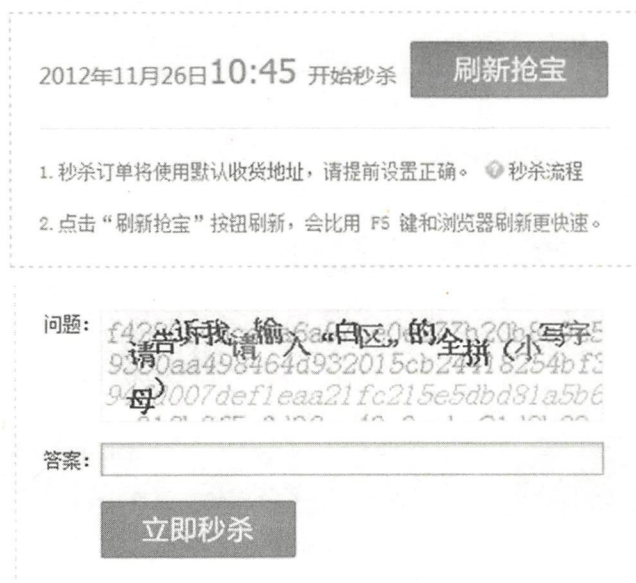 2012年11月26日10:45 开始秒杀 刷新抢宝
1. 秒杀订单将使用默认收货地址，请提前设置正确。 ?秒杀流程
2. 点击“刷新抢宝”按钮刷新，会比用 F5 键和浏览器刷新更快速。
问题：
请告诉我,请输入“白区”的全拼（小写字
母）
答案：
立即秒杀